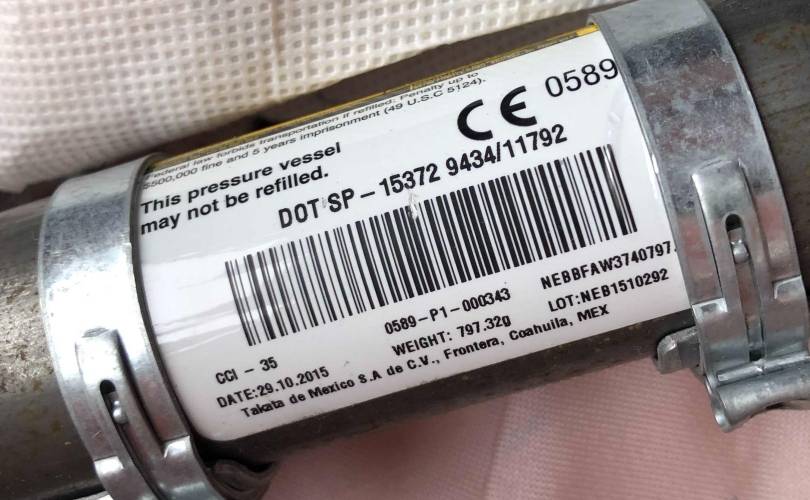 Federal law forbids transportation if refilled: Penalty up to
$500,000 fine and 5 years imprisonment (49 U.S.C 5124).
This pressure vessel
may not be refilled.
CE 0589
DOT SP - 15372 9434/11792
CCI - 35
0589-P1-000343
NEBBFAW3740797
DATE:29.10.2015
WEIGHT: 797.32g
LOT:NEB1510292
Takata de Mexico S.A de C.V., Frontera, Coahuila, MEX